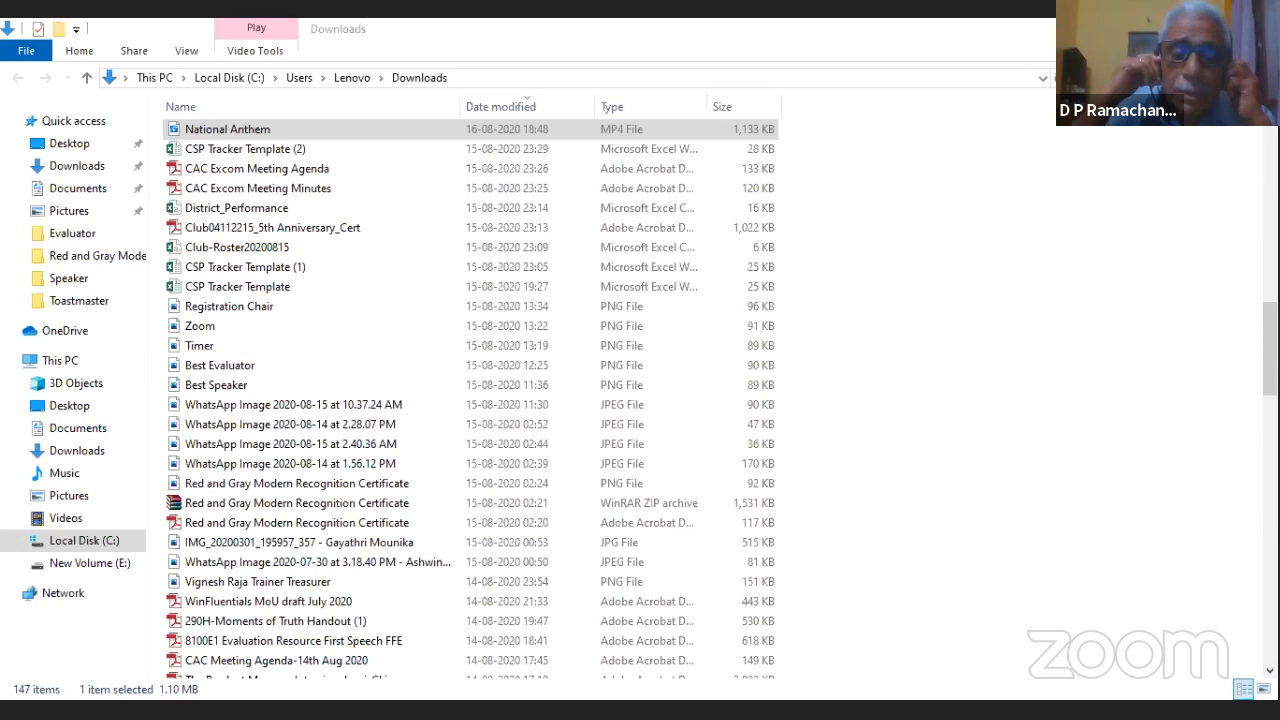 Play
Downloads
File
Home
Share
View
Video Tools
This PC
Local Disk (C:)
Users
Lenovo
Downloads
D P Ramachan...
Name
Date modified
Type
Size
Quick access
Desktop
Downloads
Documents
Pictures
Evaluator
Red and Gray Mode
Speaker
Toastmaster
OneDrive
This PC
3D Objects
Desktop
Documents
Downloads
Music
Pictures
Videos
Local Disk (C:)
New Volume (E:)
Network
National Anthem 16-08-2020 18:48 MP4 File 1,133 KB
CSP Tracker Template (2) 15-08-2020 23:29 Microsoft Excel W... 28 KB
CAC Excom Meeting Agenda 15-08-2020 23:26 Adobe Acrobat D... 133 KB
CAC Excom Meeting Minutes 15-08-2020 23:25 Adobe Acrobat D... 120 KB
District_Performance 15-08-2020 23:14 Microsoft Excel C... 16 KB
Club04112215_5th Anniversary_Cert 15-08-2020 23:13 Adobe Acrobat D... 1,022 KB
Club-Roster20200815 15-08-2020 23:09 Microsoft Excel C... 6 KB
CSP Tracker Template (1) 15-08-2020 23:05 Microsoft Excel W... 25 KB
CSP Tracker Template 15-08-2020 19:27 Microsoft Excel W... 25 KB
Registration Chair 15-08-2020 13:34 PNG File 96 KB
Zoom 15-08-2020 13:22 PNG File 91 KB
Timer 15-08-2020 13:19 PNG File 89 KB
Best Evaluator 15-08-2020 12:25 PNG File 90 KB
Best Speaker 15-08-2020 11:36 PNG File 89 KB
WhatsApp Image 2020-08-15 at 10.37.24 AM 15-08-2020 11:30 JPEG File 90 KB
WhatsApp Image 2020-08-14 at 2.28.07 PM 15-08-2020 02:52 JPEG File 47 KB
WhatsApp Image 2020-08-15 at 2.40.36 AM 15-08-2020 02:44 JPEG File 36 KB
WhatsApp Image 2020-08-14 at 1.56.12 PM 15-08-2020 02:39 JPEG File 170 KB
Red and Gray Modern Recognition Certificate 15-08-2020 02:24 PNG File 92 KB
Red and Gray Modern Recognition Certificate 15-08-2020 02:21 WinRAR ZIP archive 1,531 KB
Red and Gray Modern Recognition Certificate 15-08-2020 02:20 Adobe Acrobat D... 117 KB
IMG_20200301_195957_357 - Gayathri Mounika 15-08-2020 00:53 JPG File 515 KB
WhatsApp Image 2020-07-30 at 3.18.40 PM - Ashwin... 15-08-2020 00:50 JPEG File 81 KB
Vignesh Raja Trainer Treasurer 14-08-2020 23:54 PNG File 151 KB
WinFluentials MoU draft July 2020 14-08-2020 21:33 Adobe Acrobat D... 443 KB
290H-Moments of Truth Handout (1) 14-08-2020 19:47 Adobe Acrobat D... 530 KB
8100E1 Evaluation Resource First Speech FFE 14-08-2020 18:41 Adobe Acrobat D... 618 KB
CAC Meeting Agenda-14th Aug 2020 14-08-2020 17:45 Adobe Acrobat D... 149 KB
zoom
147 items 1 item selected 1.10 MB